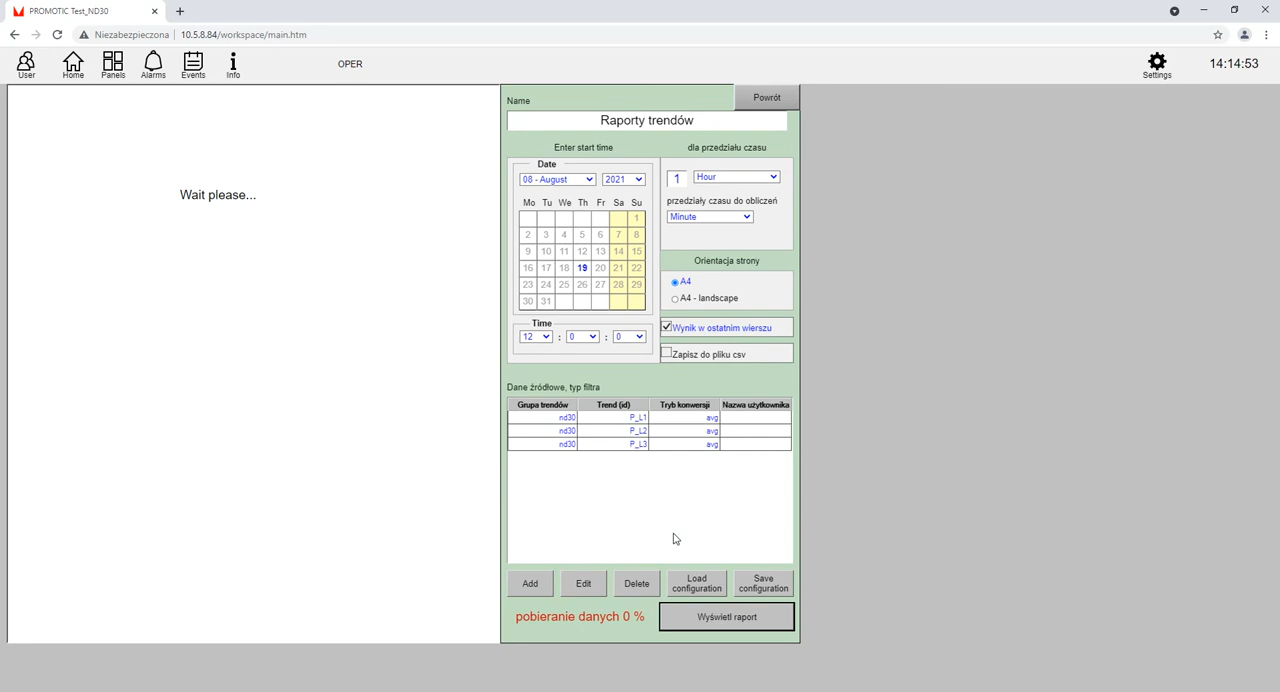 PROMOTIC Test_ND30
Niezabezpieczona | 10.5.8.84/workspace/main.htm
User Home Panels Alarms Events Info OPER Settings 14:14:53
Wait please...
Name Powrót
Raporty trendów
Enter start time
Date
08 - August 2021
Mo Tu We Th Fr Sa Su
1
2 3 4 5 6 7 8
9 10 11 12 13 14 15
16 17 18 19 20 21 22
23 24 25 26 27 28 29
30 31
Time
12 : 0 : 0
dla przedziału czasu
1 Hour
przedziały czasu do obliczeń
Minute
Orientacja strony
A4
A4 - landscape
Wynik w ostatnim wierszu
Zapisz do pliku csv
Dane źródłowe, typ filtra
Grupa trendów Trend (id) Tryb konwersji Nazwa użytkownika
nd30 P_L1 avg
nd30 P_L2 avg
nd30 P_L3 avg
Add Edit Delete Load configuration Save configuration
pobieranie danych 0 % Wyświetl raport